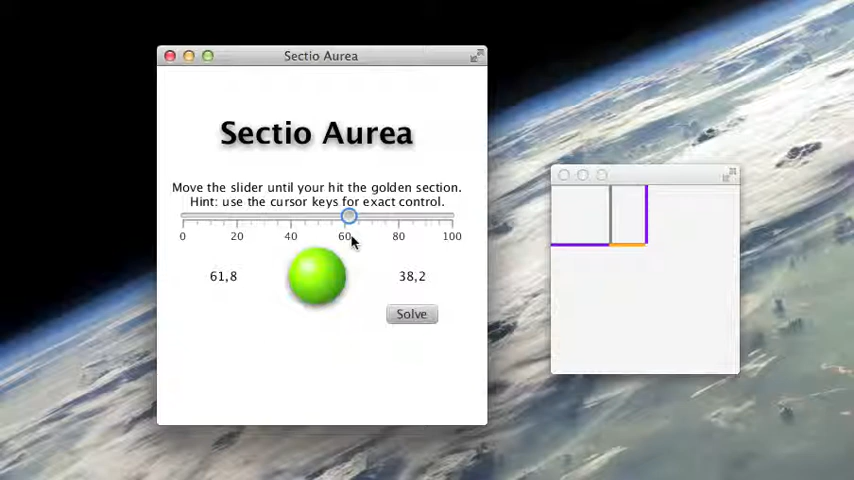 Sectio Aurea
Sectio Aurea
Move the slider until your hit the golden section.
Hint: use the cursor keys for exact control.
0 20 40 60 80 100
61,8 38,2
Solve